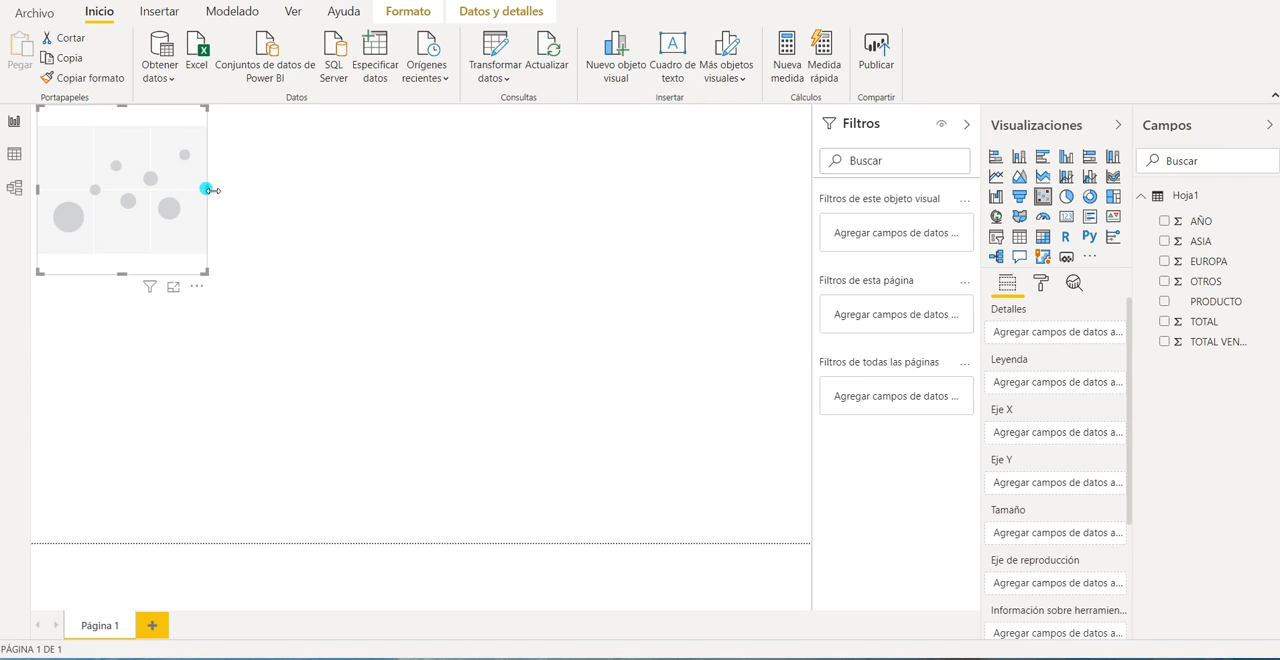 Archivo Inicio Insertar Modelado Ver Ayuda Formato Datos y detalles
Pegar
Cortar
Copia
Copiar formato
Portapapeles
Obtener datos
Excel
Conjuntos de datos de Power BI
SQL Server
Especificar datos
Orígenes recientes
Datos
Transformar datos
Actualizar
Consultas
Nuevo objeto visual
Cuadro de texto
Más objetos visuales
Insertar
Nueva medida
Medida rápida
Cálculos
Publicar
Compartir
Filtros
Buscar
Filtros de este objeto visual ...
Agregar campos de datos ...
Filtros de esta página ...
Agregar campos de datos ...
Filtros de todas las páginas ...
Agregar campos de datos ...
Visualizaciones
123
R Py
...
Detalles
Agregar campos de datos a...
Leyenda
Agregar campos de datos a...
Eje X
Agregar campos de datos a...
Eje Y
Agregar campos de datos a...
Tamaño
Agregar campos de datos a...
Eje de reproducción
Agregar campos de datos a...
Información sobre herramien...
Agregar campos de datos a...
Campos
Buscar
Hoja1
Σ AÑO
Σ ASIA
Σ EUROPA
Σ OTROS
PRODUCTO
Σ TOTAL
Σ TOTAL VEN...
Página 1
PÁGINA 1 DE 1